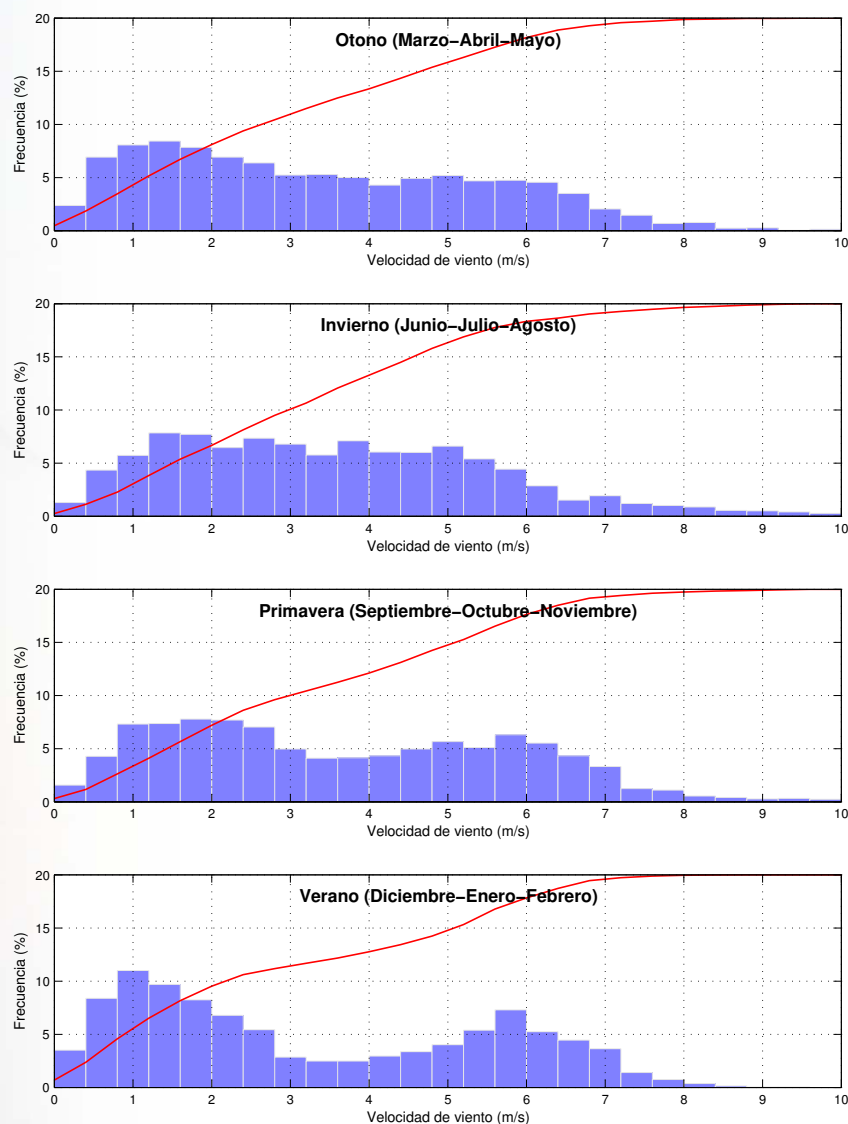 20
Otono (Marzo−Abril−Mayo)
15
10
5
0
Frecuencia (%)
0 1 2 3 4 5 6 7 8 9 10
Velocidad de viento (m/s)
20
Invierno (Junio−Julio−Agosto)
15
10
5
0
Frecuencia (%)
0 1 2 3 4 5 6 7 8 9 10
Velocidad de viento (m/s)
20
Primavera (Septiembre−Octubre−Noviembre)
15
10
5
0
Frecuencia (%)
0 1 2 3 4 5 6 7 8 9 10
Velocidad de viento (m/s)
20
Verano (Diciembre−Enero−Febrero)
15
10
5
0
Frecuencia (%)
0 1 2 3 4 5 6 7 8 9 10
Velocidad de viento (m/s)